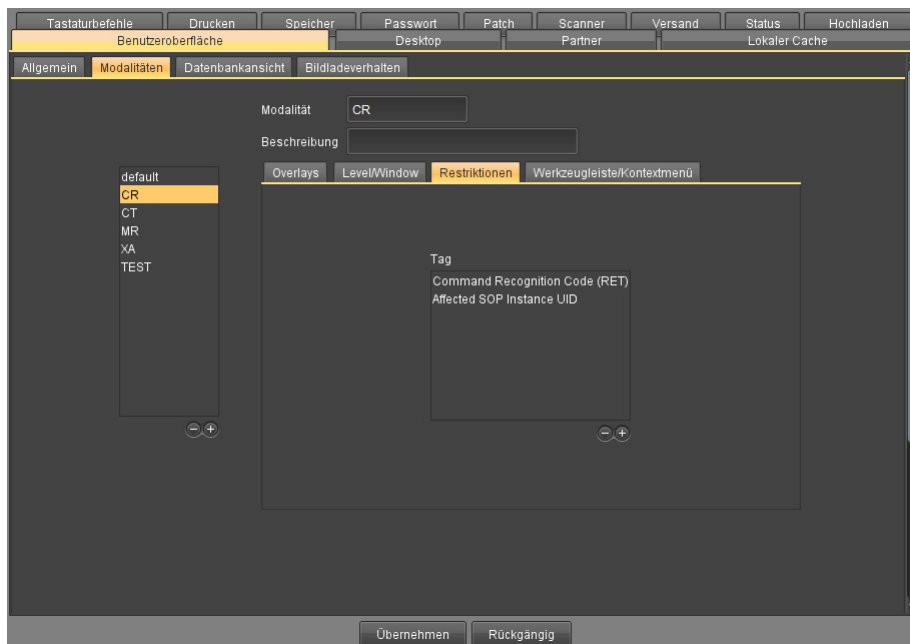 Tastaturbefehle Drucken Speicher Passwort Patch Scanner Versand Status Hochladen
Benutzeroberfläche Desktop Partner Lokaler Cache
Allgemein Modalitäten Datenbankansicht Bildladeverhalten
Modalität CR
Beschreibung
Overlays Level/Window Restriktionen Werkzeugleiste/Kontextmenü
default
CR
CT
MR
XA
TEST
Tag
Command Recognition Code (RET)
Affected SOP Instance UID
Übernehmen Rückgängig